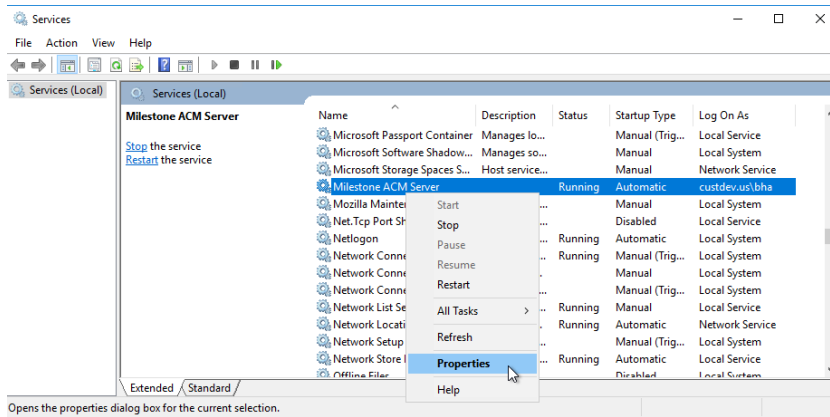 Services
File Action View Help
Services (Local)
Services (Local)
Milestone ACM Server
Stop the service
Restart the service
Name Description Status Startup Type Log On As
Microsoft Passport Container Manages lo... Manual (Trig... Local Service
Microsoft Software Shadow... Manages so... Manual Local System
Microsoft Storage Spaces S... Host service... Manual Network Service
Milestone ACM Server Running Automatic custdev.us\bha
Mozilla Mainte ... Manual Local System
Net.Tcp Port Sh ... Disabled Local Service
Netlogon ... Running Automatic Local System
Network Conne ... Running Manual (Trig... Local System
Network Conne . Manual Local System
Network Conne ... Manual (Trig... Local System
Network List Se .. Running Manual Local Service
Network Locati . Running Automatic Network Service
Network Setup ... Manual (Trig... Local System
Network Store I ... Running Automatic Local Service
Offline Files Disabled Local System
Start
Stop
Pause
Resume
Restart
All Tasks
Refresh
Properties
Help
Extended Standard
Opens the properties dialog box for the current selection.